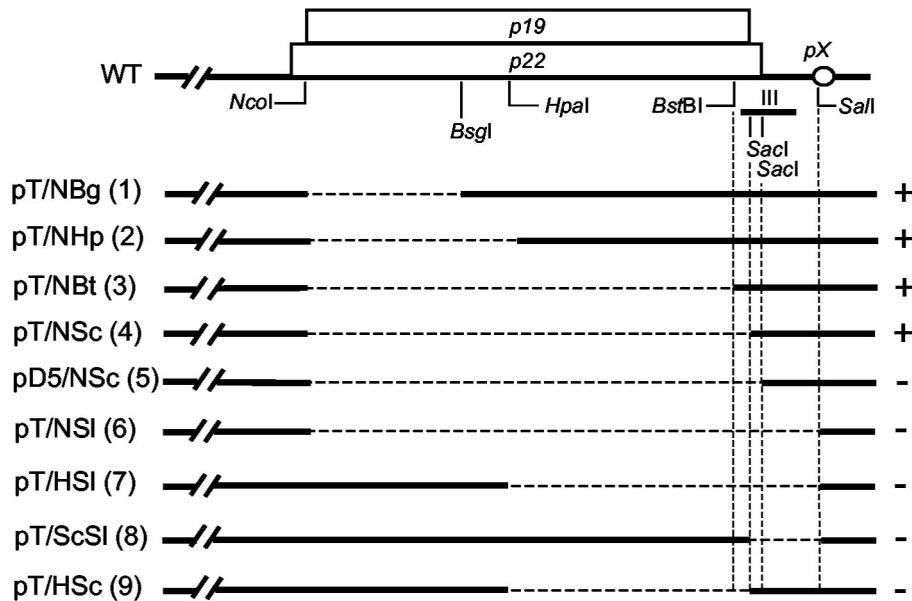 p19
p22
pX
WT
NcoI
BsgI
HpaI
BstBI
III
SalI
SacI
SacI
pT/NBg (1) +
pT/NHp (2) +
pT/NBt (3) +
pT/NSc (4) +
pD5/NSc (5) -
pT/NSl (6) -
pT/HSl (7) -
pT/ScSl (8) -
pT/HSc (9) -